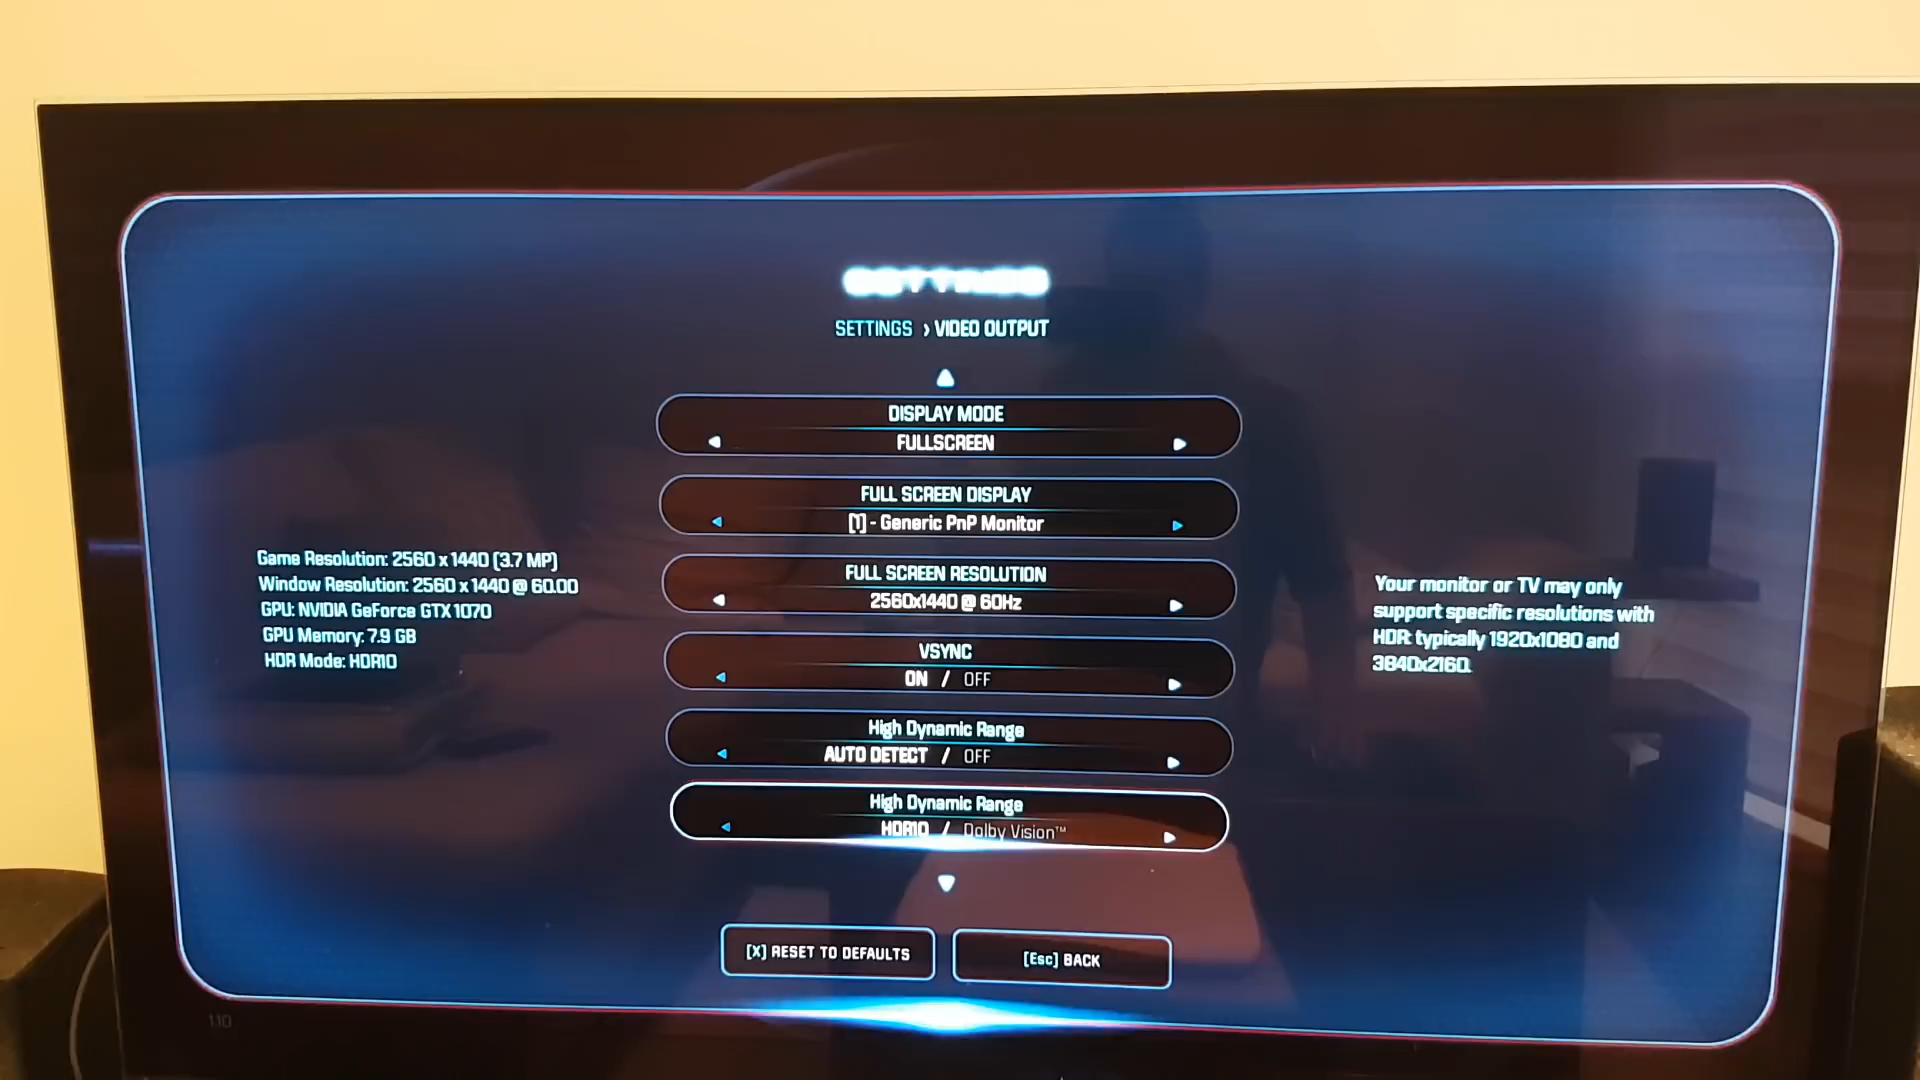 SETTINGS › VIDEO OUTPUT
DISPLAY MODE
FULLSCREEN
FULL SCREEN DISPLAY
[1] - Generic PnP Monitor
FULL SCREEN RESOLUTION
2560x1440 @ 60Hz
VSYNC
ON / OFF
High Dynamic Range
AUTO DETECT / OFF
High Dynamic Range
HDR10 / Dolby Vision™
[X] RESET TO DEFAULTS
[Esc] BACK
Game Resolution: 2560 x 1440 (3.7 MP)
Window Resolution: 2560 x 1440 @ 60.00
GPU: NVIDIA GeForce GTX 1070
GPU Memory: 7.9 GB
HDR Mode: HDR10
Your monitor or TV may only
support specific resolutions with
HDR: typically 1920x1080 and
3840x2160.